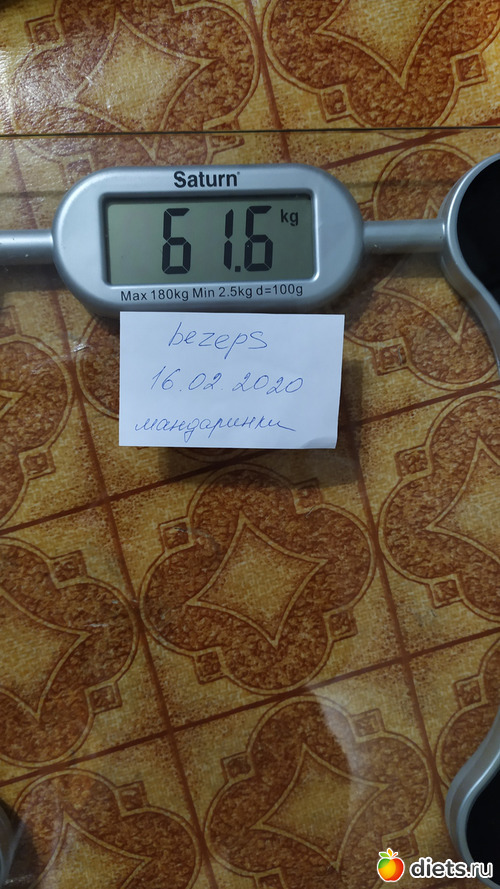 Saturn
61.6 kg
Max 180kg Min 2.5kg d=100g
bezeps
16.02.2020
мандаринки
diets.ru